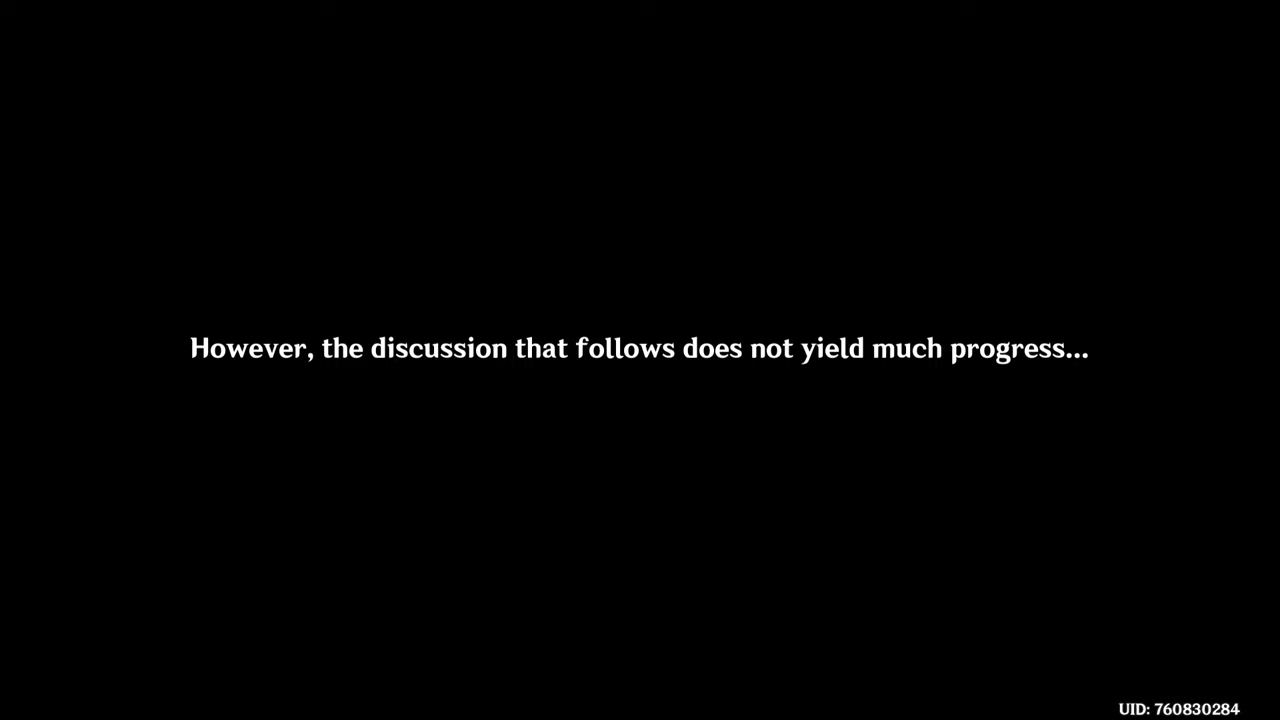 However, the discussion that follows does not yield much progress...
UID: 760830284